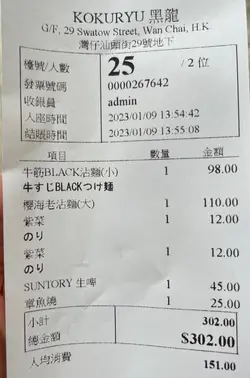 KOKURYU 黑龍
G/F, 29 Swatow Street, Wan Chai, H.K.
灣仔汕頭街29號地下
檯號/人數 25 / 2 位
發票號碼 0000267642
收銀員 admin
入座時間 2023/01/09 13:54:42
結賬時間 2023/01/09 13:55:08
項目 數量 金額
牛筋BLACK沾麵(小) 1 98.00
牛すじBLACKつけ麺
櫻海老沾麵(大) 1 110.00
紫菜 1 12.00
のり
紫菜 1 12.00
のり
SUNTORY 生啤 1 45.00
章魚燒 1 25.00
小計 302.00
總金額 $302.00
人均消費 151.00